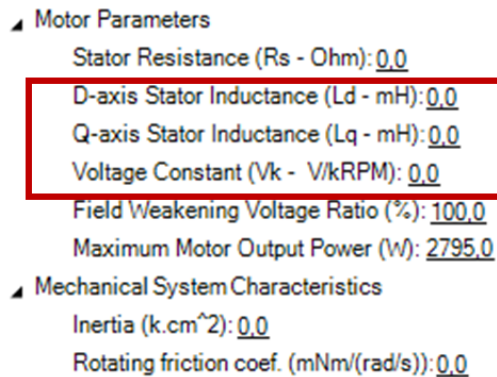 Motor Parameters
Stator Resistance (Rs - Ohm): 0,0
D-axis Stator Inductance (Ld - mH): 0,0
Q-axis Stator Inductance (Lq - mH): 0,0
Voltage Constant (Vk - V/kRPM): 0,0
Field Weakening Voltage Ratio (%): 100,0
Maximum Motor Output Power (W): 2795,0
Mechanical System Characteristics
Inertia (k.cm^2): 0,0
Rotating friction coef. (mNm/(rad/s)): 0,0